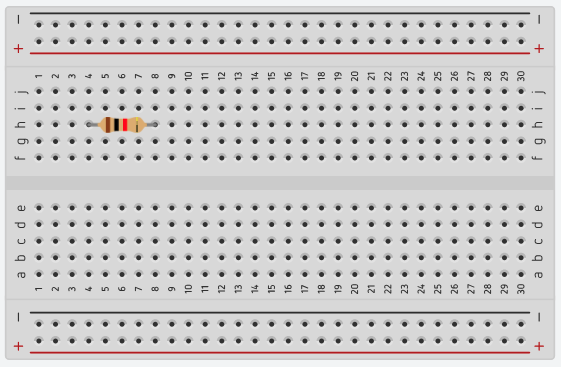 − −
+ +
1 2 3 4 5 6 7 8 9 10 11 12 13 14 15 16 17 18 19 20 21 22 23 24 25 26 27 28 29 30
j j
i i
h h
g g
f f
e e
d d
c c
b b
a a
1 2 3 4 5 6 7 8 9 10 11 12 13 14 15 16 17 18 19 20 21 22 23 24 25 26 27 28 29 30
− −
+ +